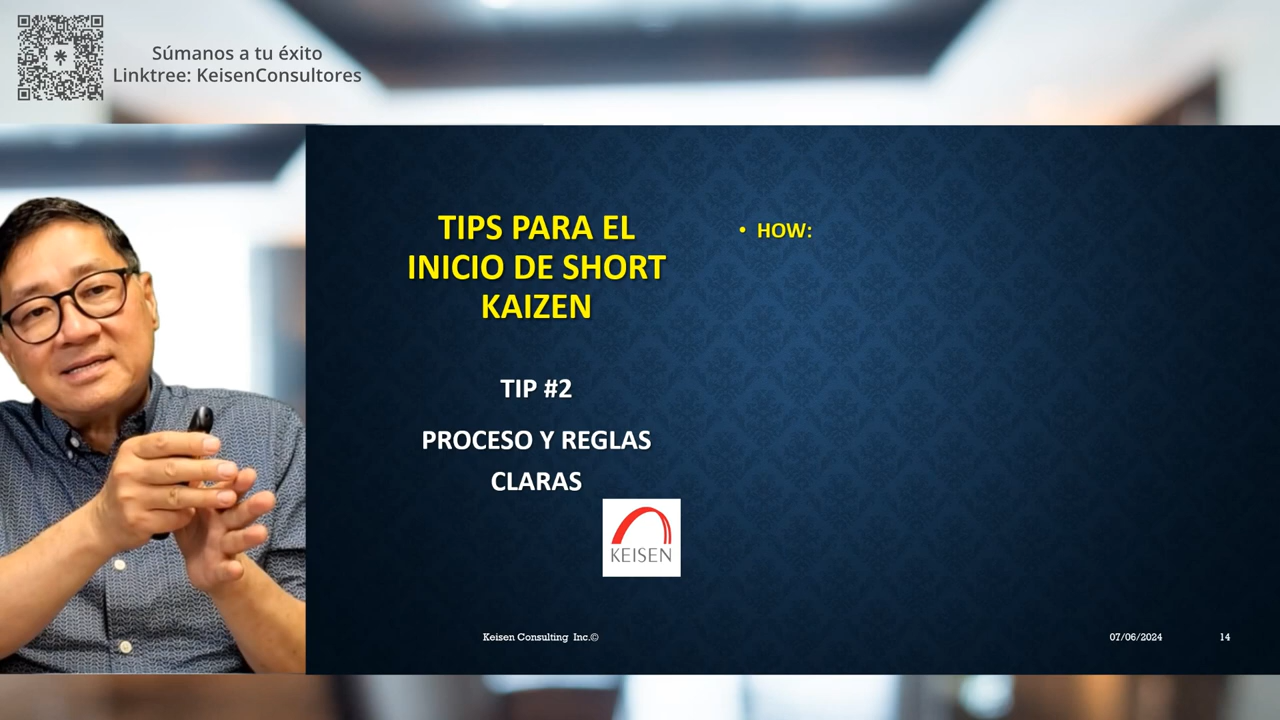 Súmanos a tu éxito
Linktree: KeisenConsultores
TIPS PARA EL
INICIO DE SHORT
KAIZEN
TIP #2
PROCESO Y REGLAS
CLARAS
KEISEN
• HOW:
Keisen Consulting Inc.©
07/06/2024
14